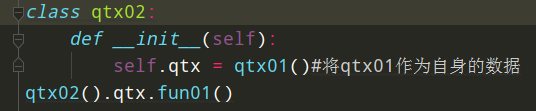 class qtx02:
    def __init__(self):
        self.qtx = qtx01()#将qtx01作为自身的数据
qtx02().qtx.fun01()